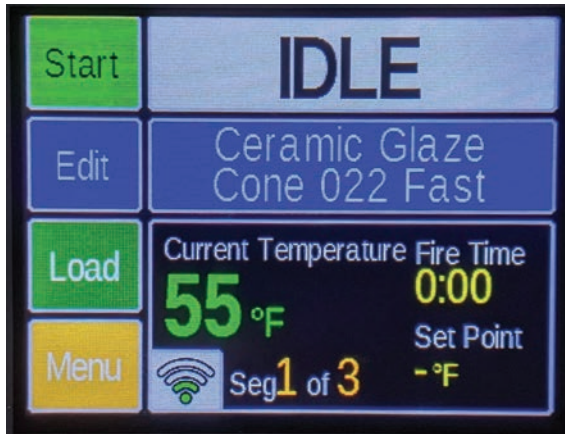 Start
IDLE
Edit
Ceramic Glaze
Cone 022 Fast
Load
Current Temperature
Fire Time
55 °F
0:00
Set Point
Menu
Seg 1 of 3
- °F